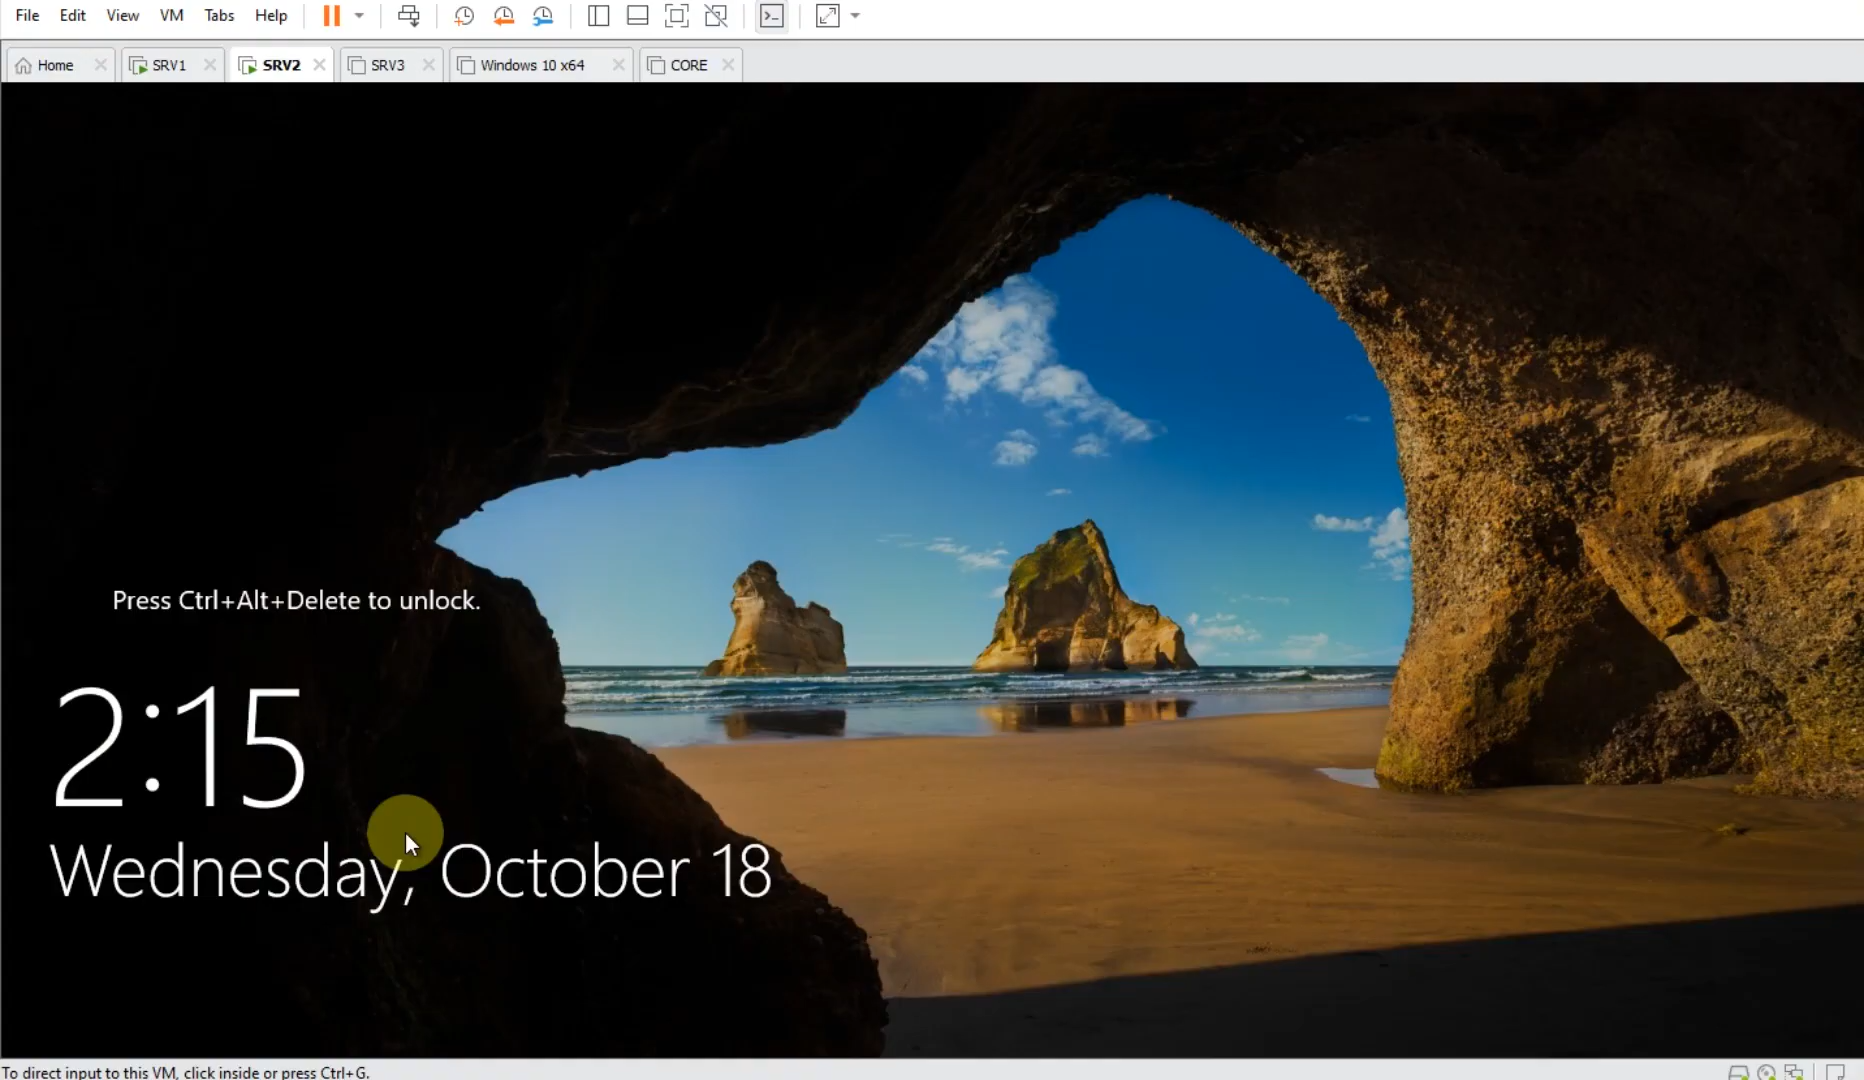 File Edit View VM Tabs Help
Home SRV1 SRV2 SRV3 Windows 10 x64 CORE
Press Ctrl+Alt+Delete to unlock.
2:15
Wednesday, October 18
To direct input to this VM, click inside or press Ctrl+G.